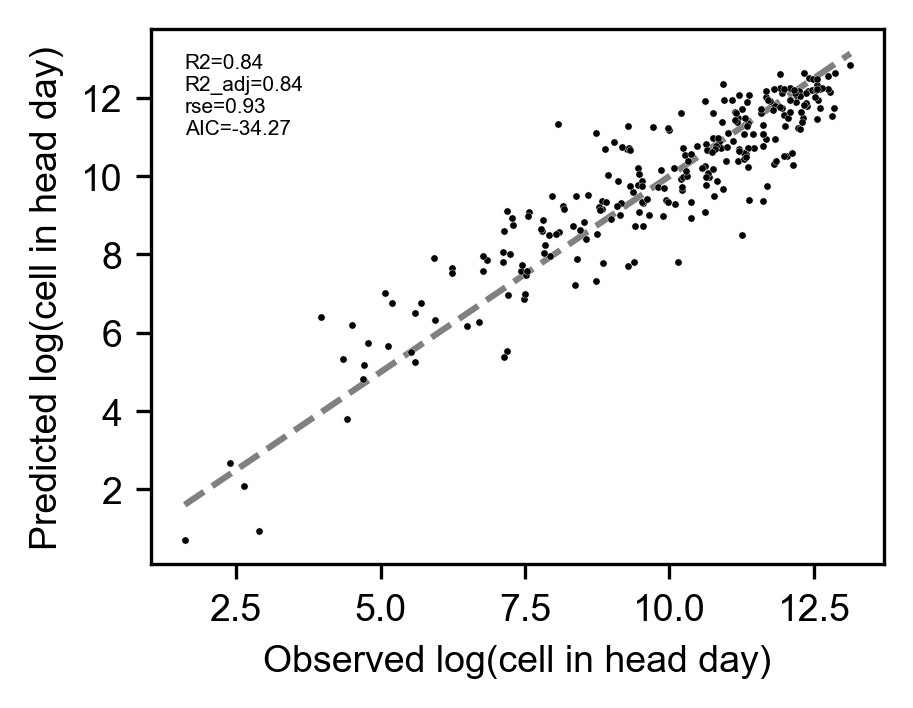 R2=0.84
R2_adj=0.84
rse=0.93
AIC=-34.27
12
10
8
6
4
2
Predicted log(cell in head day)
2.5 5.0 7.5 10.0 12.5
Observed log(cell in head day)